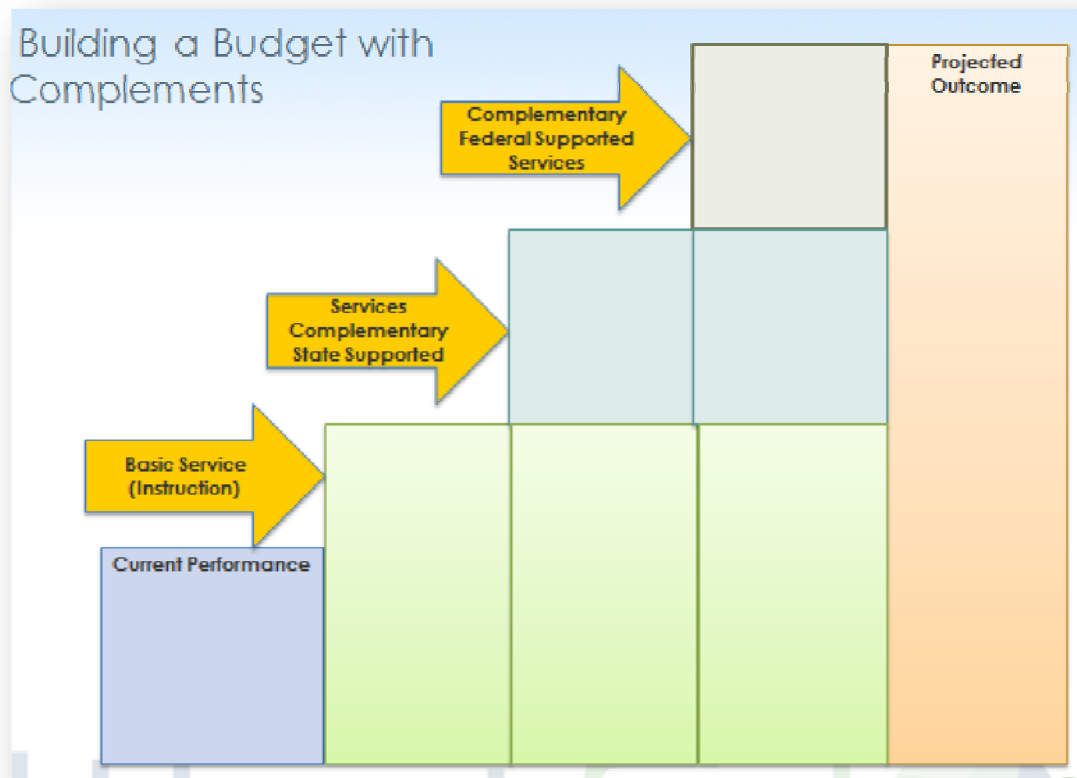 Building a Budget with
Complements
Projected
Outcome
Complementary
Federal Supported
Services
Services
Complementary
State Supported
Basic Service
(Instruction)
Current Performance